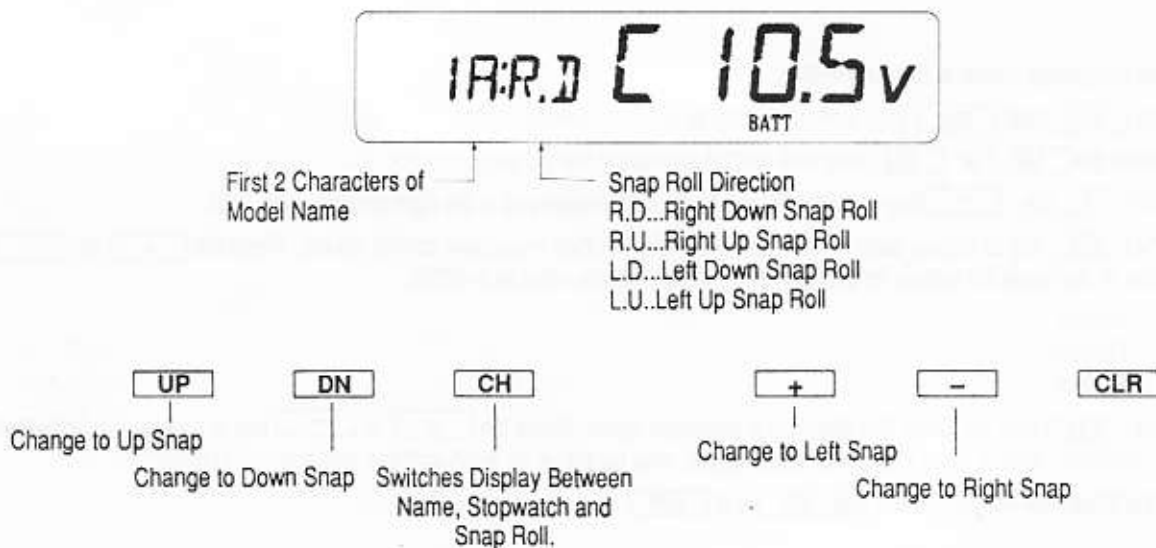 1A:R.D C 10.5v
BATT
First 2 Characters of
Model Name
Snap Roll Direction
R.D...Right Down Snap Roll
R.U...Right Up Snap Roll
L.D...Left Down Snap Roll
L.U..Left Up Snap Roll
UP DN CH + – CLR
Change to Up Snap
Change to Down Snap
Switches Display Between
Name, Stopwatch and
Snap Roll.
Change to Left Snap
Change to Right Snap